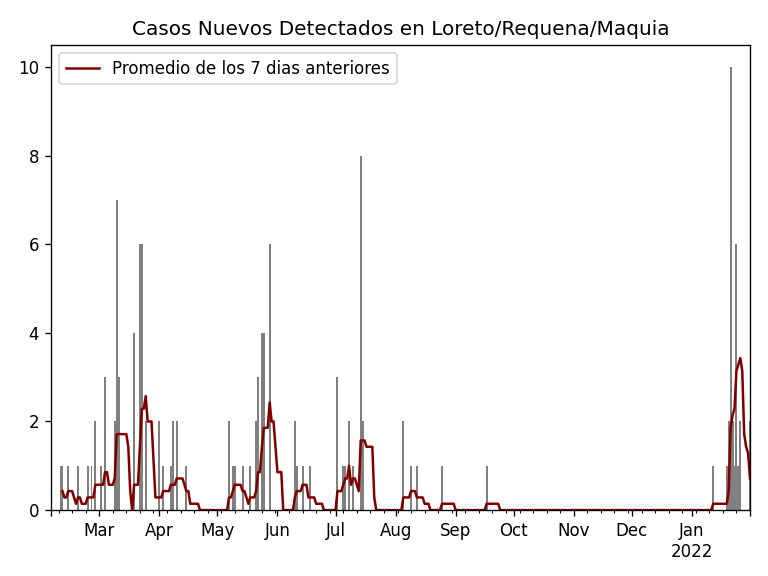 Casos Nuevos Detectados en Loreto/Requena/Maquia
Promedio de los 7 dias anteriores
10
8
6
4
2
0
Mar Apr May Jun Jul Aug Sep Oct Nov Dec Jan
2022